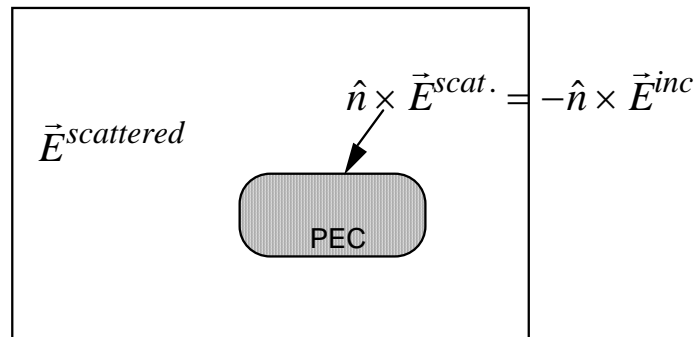 n̂ × E⃗^{scat.} = −n̂ × E⃗^{inc}
E⃗^{scattered}
PEC